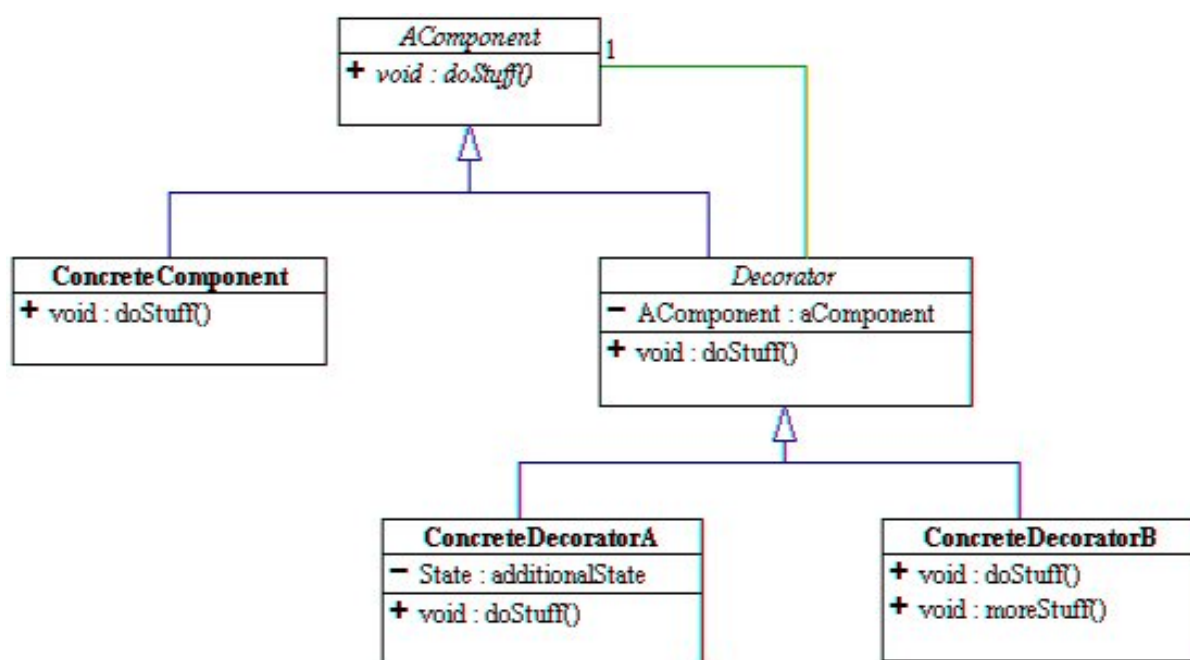 AComponent
1
+ void : doStuff()
ConcreteComponent
+ void : doStuff()
Decorator
− AComponent : aComponent
+ void : doStuff()
ConcreteDecoratorA
− State : additionalState
+ void : doStuff()
ConcreteDecoratorB
+ void : doStuff()
+ void : moreStuff()